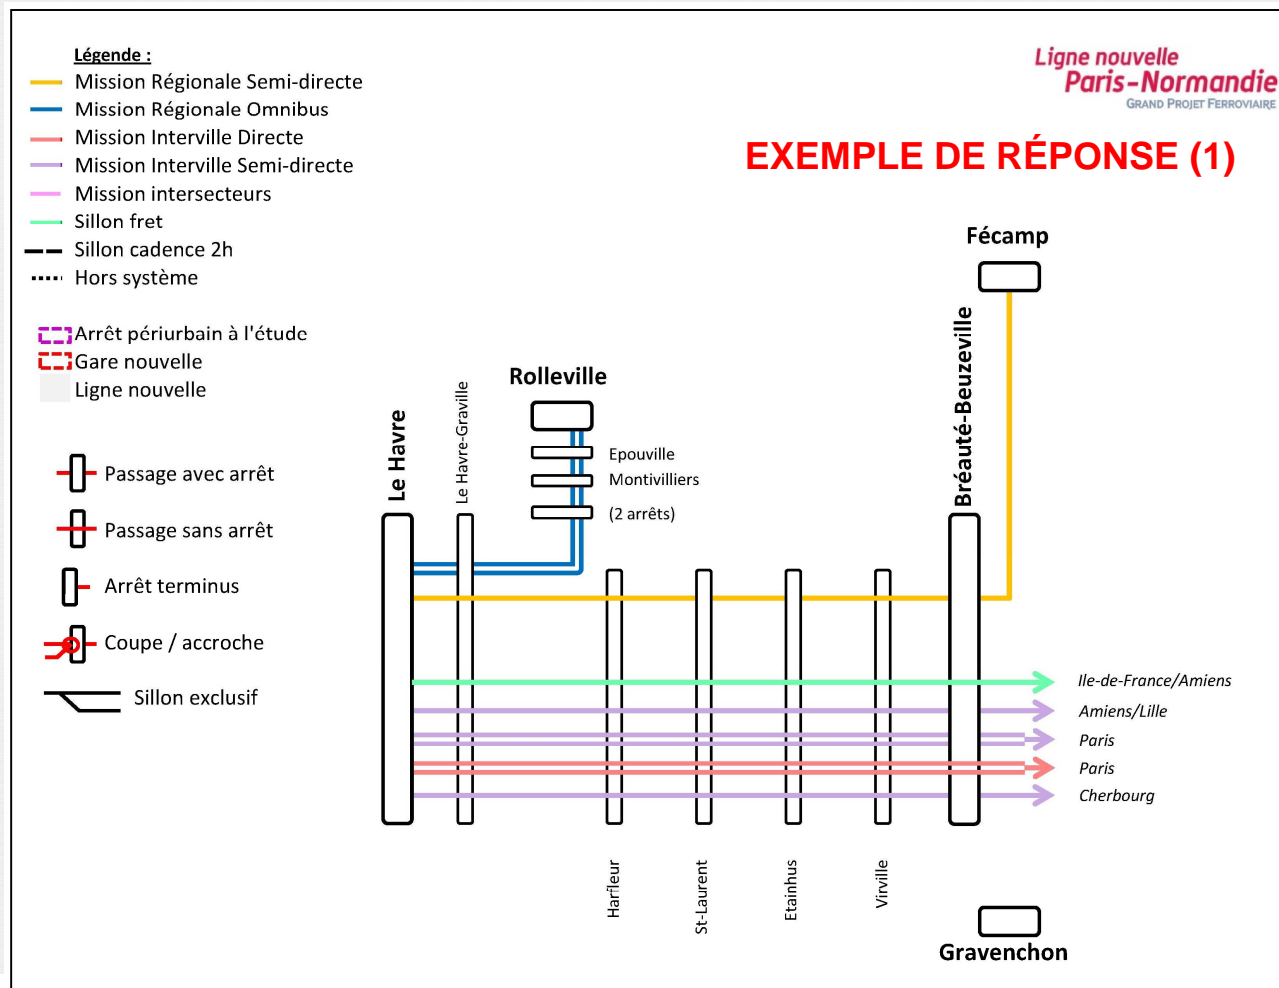 Légende :
Mission Régionale Semi-directe
Mission Régionale Omnibus
Mission Interville Directe
Mission Interville Semi-directe
Mission intersecteurs
Sillon fret
Sillon cadence 2h
Hors système
Arrêt périurbain à l'étude
Gare nouvelle
Ligne nouvelle
Passage avec arrêt
Passage sans arrêt
Arrêt terminus
Coupe / accroche
Sillon exclusif
Ligne nouvelle
Paris-Normandie
GRAND PROJET FERROVIAIRE
EXEMPLE DE RÉPONSE (1)
Fécamp
Bréauté-Beuzeville
Rolleville
Le Havre
Le Havre-Graville
Epouville
Montivilliers
(2 arrêts)
Ile-de-France/Amiens
Amiens/Lille
Paris
Paris
Cherbourg
Harfleur
St-Laurent
Etainhus
Virville
Gravenchon